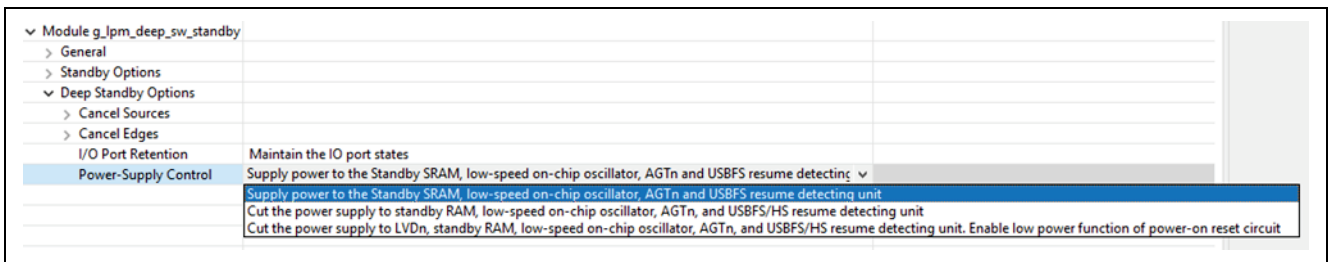 Module g_lpm_deep_sw_standby
General
Standby Options
Deep Standby Options
Cancel Sources
Cancel Edges
I/O Port Retention Maintain the IO port states
Power-Supply Control Supply power to the Standby SRAM, low-speed on-chip oscillator, AGTn and USBFS resume detecting
Supply power to the Standby SRAM, low-speed on-chip oscillator, AGTn and USBFS resume detecting unit
Cut the power supply to standby RAM, low-speed on-chip oscillator, AGTn, and USBFS/HS resume detecting unit
Cut the power supply to LVDn, standby RAM, low-speed on-chip oscillator, AGTn, and USBFS/HS resume detecting unit. Enable low power function of power-on reset circuit